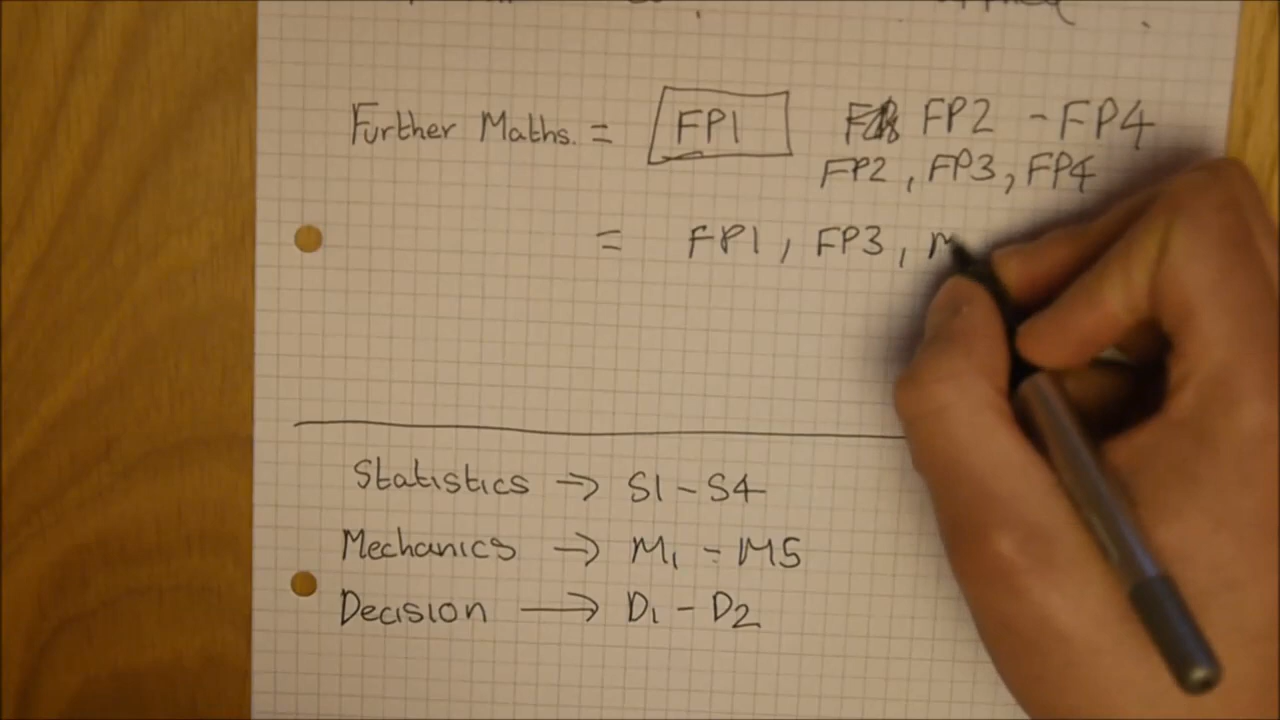 Further Maths. = FP1 FP2 - FP4
FP2, FP3, FP4
= FP1, FP3, M
Statistics → S1 - S4
Mechanics → M1 - M5
Decision → D1 - D2